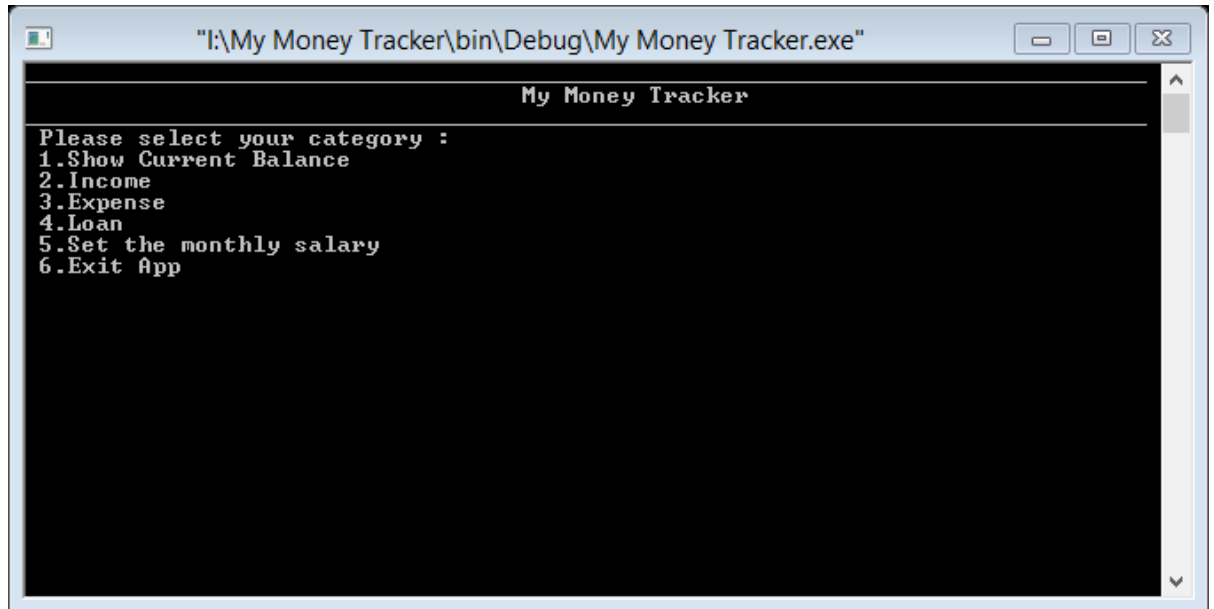 "I:\My Money Tracker\bin\Debug\My Money Tracker.exe"
My Money Tracker
Please select your category :
1.Show Current Balance
2.Income
3.Expense
4.Loan
5.Set the monthly salary
6.Exit App